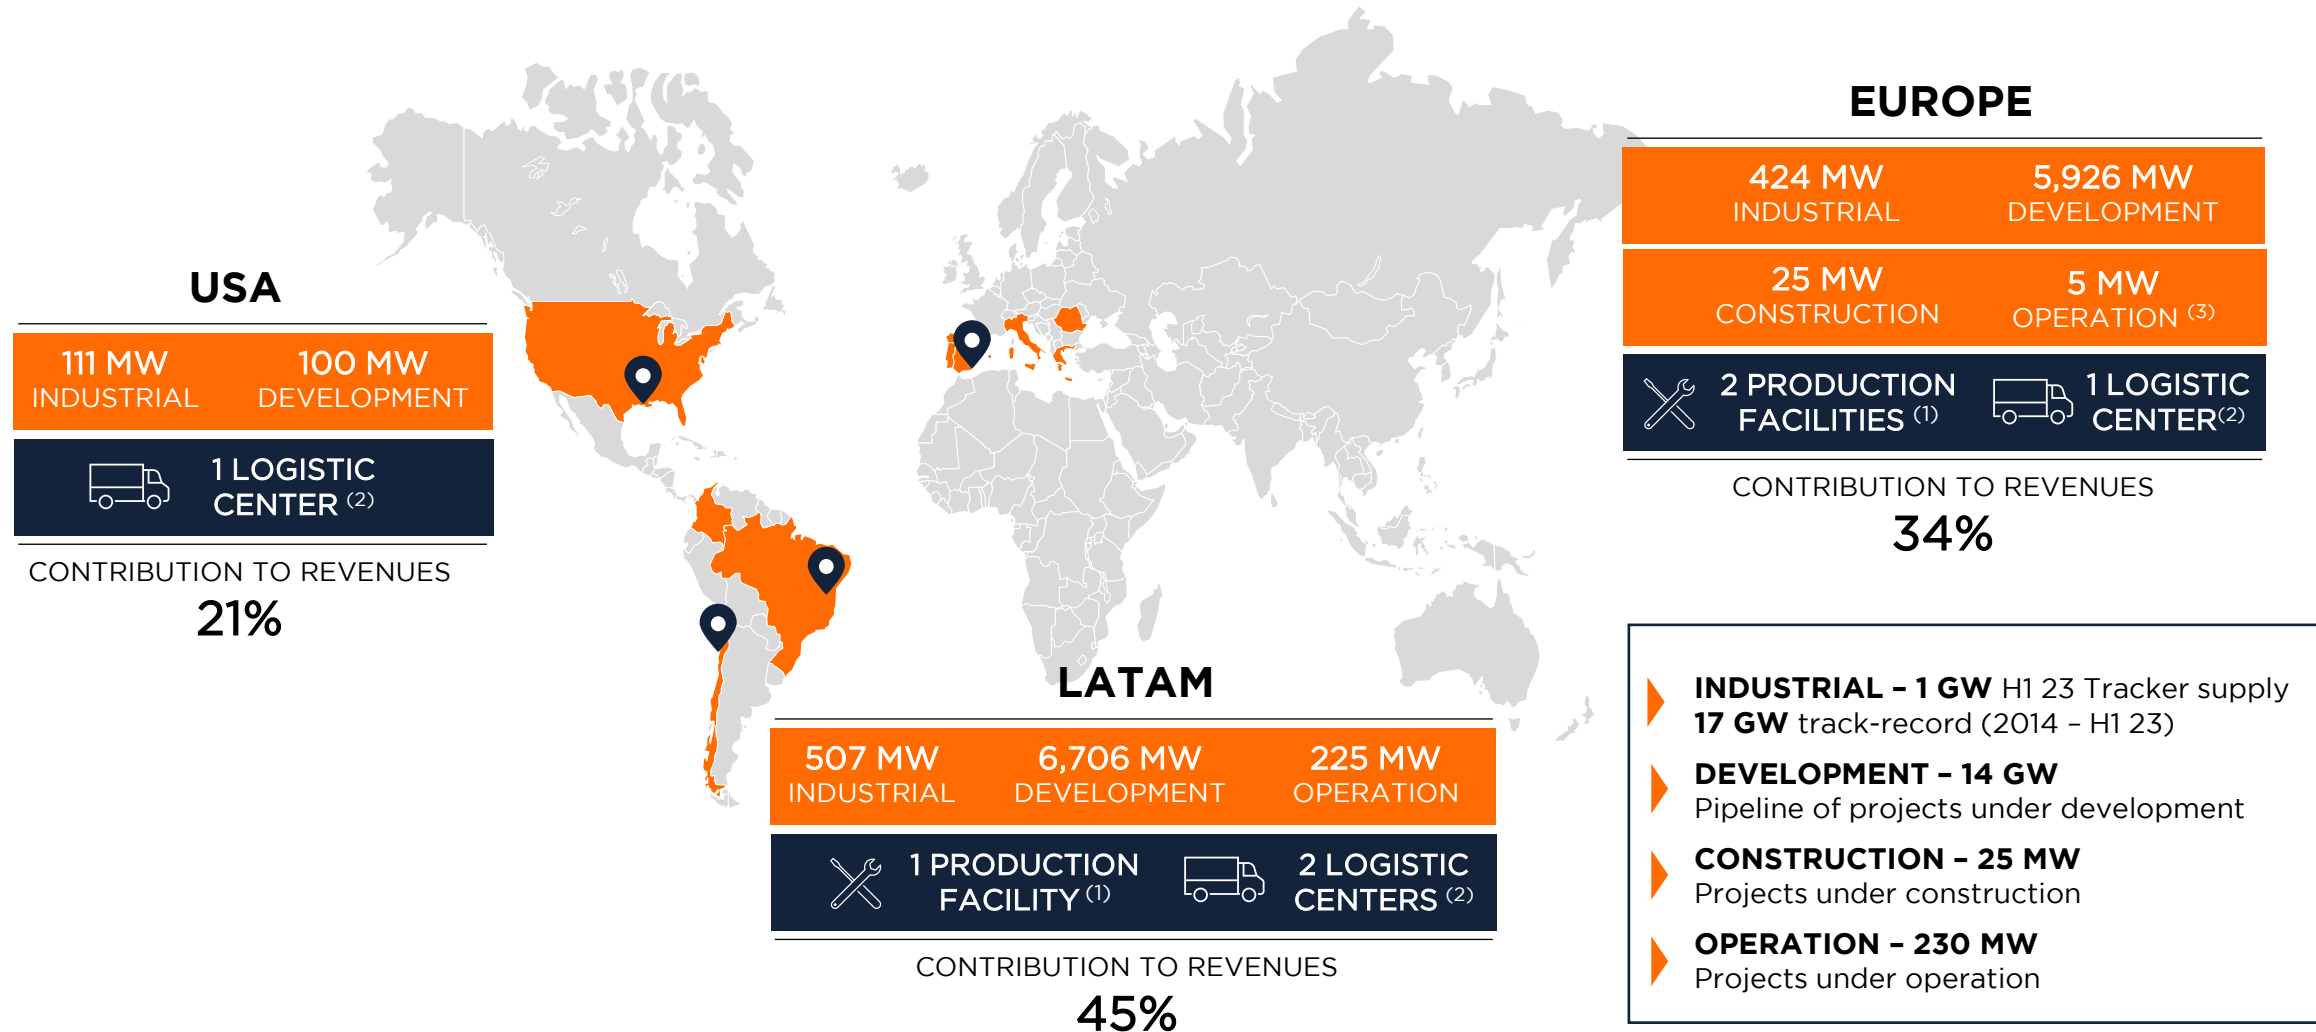 USA
111 MW
INDUSTRIAL
100 MW
DEVELOPMENT
1 LOGISTIC
CENTER (2)
CONTRIBUTION TO REVENUES
21%
LATAM
507 MW
INDUSTRIAL
6,706 MW
DEVELOPMENT
225 MW
OPERATION
1 PRODUCTION
FACILITY (1)
2 LOGISTIC
CENTERS (2)
CONTRIBUTION TO REVENUES
45%
EUROPE
424 MW
INDUSTRIAL
5,926 MW
DEVELOPMENT
25 MW
CONSTRUCTION
5 MW
OPERATION (3)
2 PRODUCTION
FACILITIES (1)
1 LOGISTIC
CENTER(2)
CONTRIBUTION TO REVENUES
34%
INDUSTRIAL – 1 GW H1 23 Tracker supply
17 GW track-record (2014 – H1 23)
DEVELOPMENT – 14 GW
Pipeline of projects under development
CONSTRUCTION – 25 MW
Projects under construction
OPERATION – 230 MW
Projects under operation